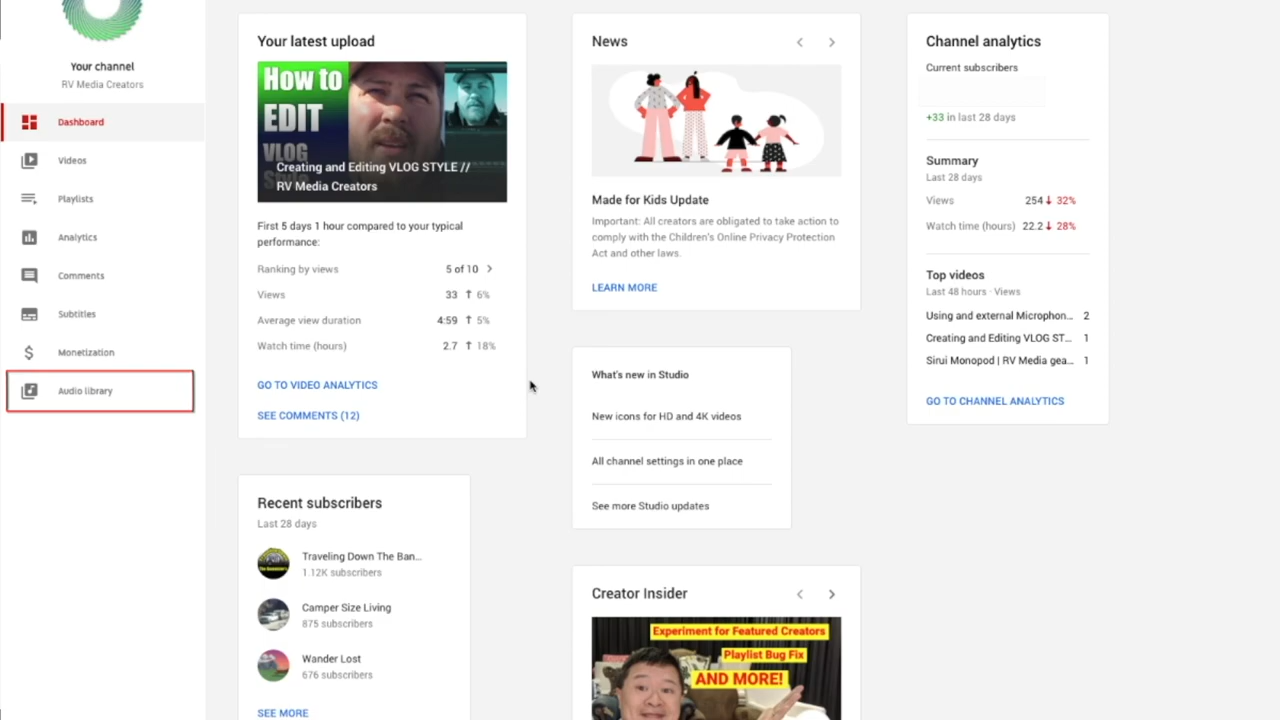 Your channel
RV Media Creators
Dashboard
Videos
Playlists
Analytics
Comments
Subtitles
Monetization
Audio library
Your latest upload
How to
EDIT
VLOG
Style
Creating and Editing VLOG STYLE //
RV Media Creators
First 5 days 1 hour compared to your typical
performance:
Ranking by views 5 of 10
Views 33 ↑ 6%
Average view duration 4:59 ↑ 5%
Watch time (hours) 2.7 ↑ 18%
GO TO VIDEO ANALYTICS
SEE COMMENTS (12)
Recent subscribers
Last 28 days
Traveling Down The Ban...
1.12K subscribers
Camper Size Living
875 subscribers
Wander Lost
676 subscribers
SEE MORE
News
Made for Kids Update
Important: All creators are obligated to take action to
comply with the Children's Online Privacy Protection
Act and other laws.
LEARN MORE
What's new in Studio
New icons for HD and 4K videos
All channel settings in one place
See more Studio updates
Creator Insider
Experiment for Featured Creators
Playlist Bug Fix
AND MORE!
Channel analytics
Current subscribers
+33 in last 28 days
Summary
Last 28 days
Views 254 ↓ 32%
Watch time (hours) 22.2 ↓ 28%
Top videos
Last 48 hours · Views
Using and external Microphon... 2
Creating and Editing VLOG ST... 1
Sirui Monopod | RV Media gea... 1
GO TO CHANNEL ANALYTICS